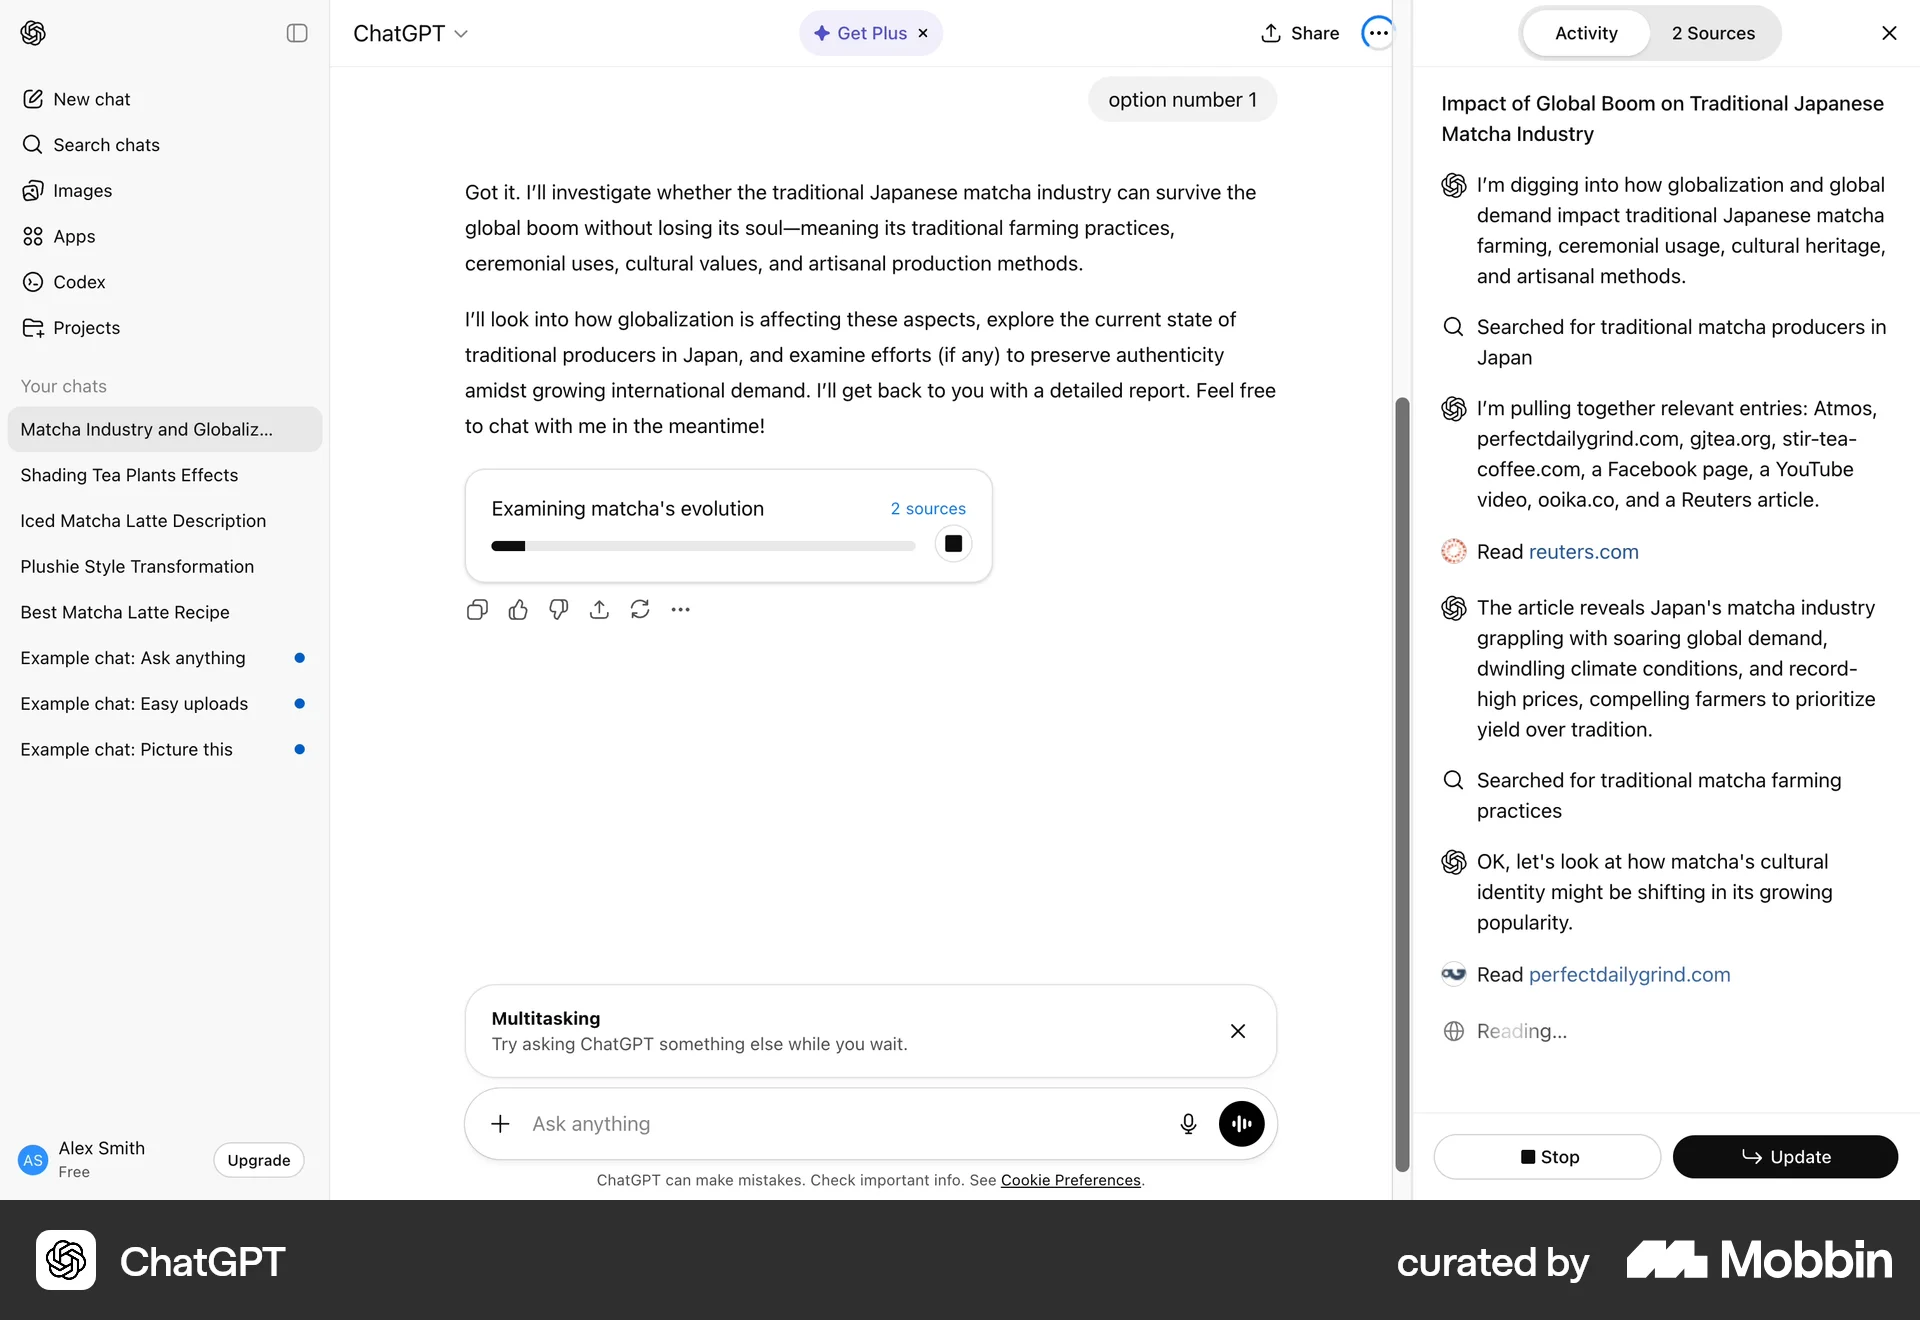 New chat
Search chats
Images
Apps
Codex
Projects
Your chats
Matcha Industry and Globaliz...
Shading Tea Plants Effects
Iced Matcha Latte Description
Plushie Style Transformation
Best Matcha Latte Recipe
Example chat: Ask anything
Example chat: Easy uploads
Example chat: Picture this
AS
Alex Smith
Free
Upgrade
ChatGPT
Get Plus
Share
option number 1
Got it. I’ll investigate whether the traditional Japanese matcha industry can survive the
global boom without losing its soul—meaning its traditional farming practices,
ceremonial uses, cultural values, and artisanal production methods.
I’ll look into how globalization is affecting these aspects, explore the current state of
traditional producers in Japan, and examine efforts (if any) to preserve authenticity
amidst growing international demand. I’ll get back to you with a detailed report. Feel free
to chat with me in the meantime!
Examining matcha's evolution
2 sources
Multitasking
Try asking ChatGPT something else while you wait.
Ask anything
ChatGPT can make mistakes. Check important info. See Cookie Preferences.
Activity
2 Sources
Impact of Global Boom on Traditional Japanese
Matcha Industry
I’m digging into how globalization and global
demand impact traditional Japanese matcha
farming, ceremonial usage, cultural heritage,
and artisanal methods.
Searched for traditional matcha producers in
Japan
I’m pulling together relevant entries: Atmos,
perfectdailygrind.com, gjtea.org, stir-tea-
coffee.com, a Facebook page, a YouTube
video, ooika.co, and a Reuters article.
Read reuters.com
The article reveals Japan's matcha industry
grappling with soaring global demand,
dwindling climate conditions, and record-
high prices, compelling farmers to prioritize
yield over tradition.
Searched for traditional matcha farming
practices
OK, let's look at how matcha's cultural
identity might be shifting in its growing
popularity.
Read perfectdailygrind.com
Reading...
Stop
Update
ChatGPT
curated by
Mobbin